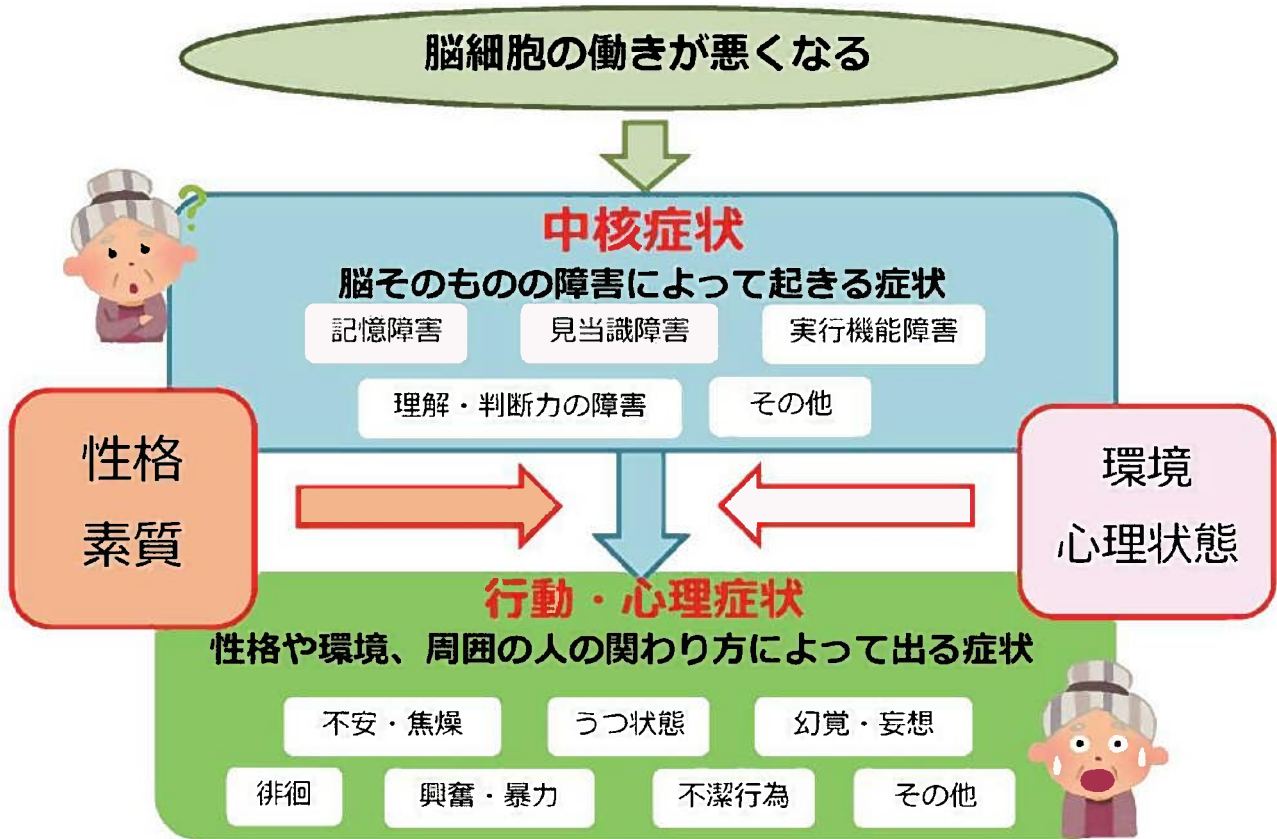 脳細胞の働きが悪くなる
中核症状
脳そのものの障害によって起きる症状
記憶障害
見当識障害
実行機能障害
理解・判断力の障害
その他
性格
素質
環境
心理状態
行動・心理症状
性格や環境、周囲の人の関わり方によって出る症状
不安・焦燥
うつ状態
幻覚・妄想
徘徊
興奮・暴力
不潔行為
その他